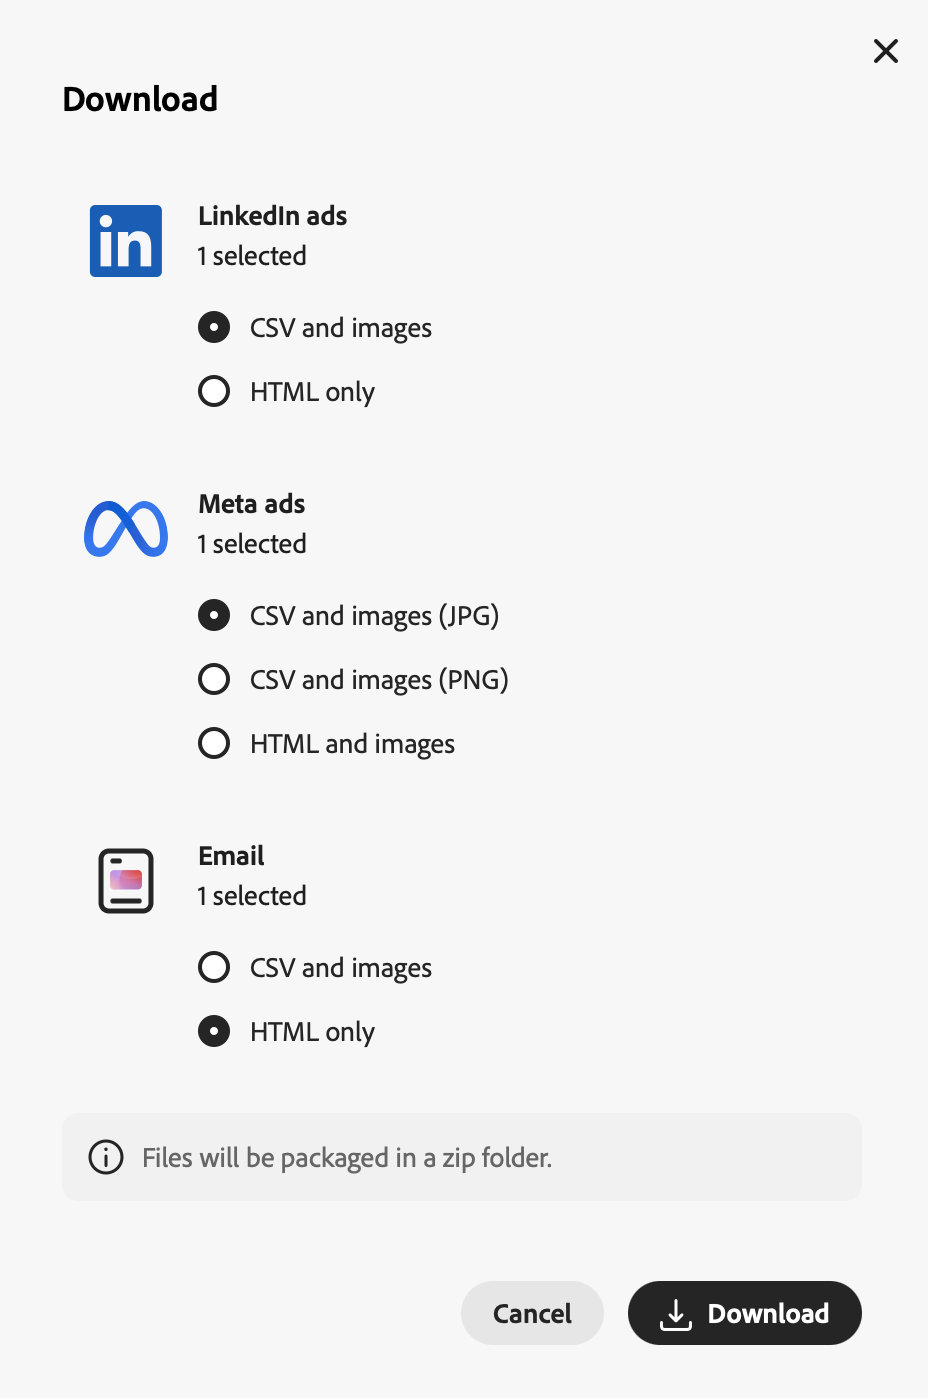 Download
in
LinkedIn ads
1 selected
CSV and images
HTML only
Meta ads
1 selected
CSV and images (JPG)
CSV and images (PNG)
HTML and images
Email
1 selected
CSV and images
HTML only
Files will be packaged in a zip folder.
Cancel
Download